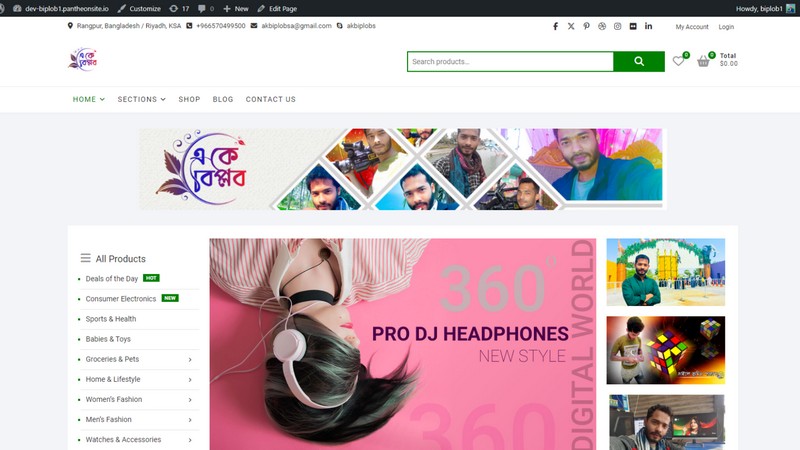 dev-biplob1.pantheonsite.io Customize 17 0 New Edit Page Howdy, biplob1
Rangpur, Bangladesh / Riyadh, KSA +966570499500 akbiplobsa@gmail.com akbiplobs My Account Login
একে
বিপ্লব
Search products...
0
0
Total
$0.00
HOME SECTIONS SHOP BLOG CONTACT US
একে
বিপ্লব
All Products
Deals of the Day HOT
Consumer Electronics NEW
Sports & Health
Babies & Toys
Groceries & Pets
Home & Lifestyle
Women's Fashion
Men's Fashion
Watches & Accessories
360°
PRO DJ HEADPHONES
NEW STYLE
DIGITAL WORLD
360